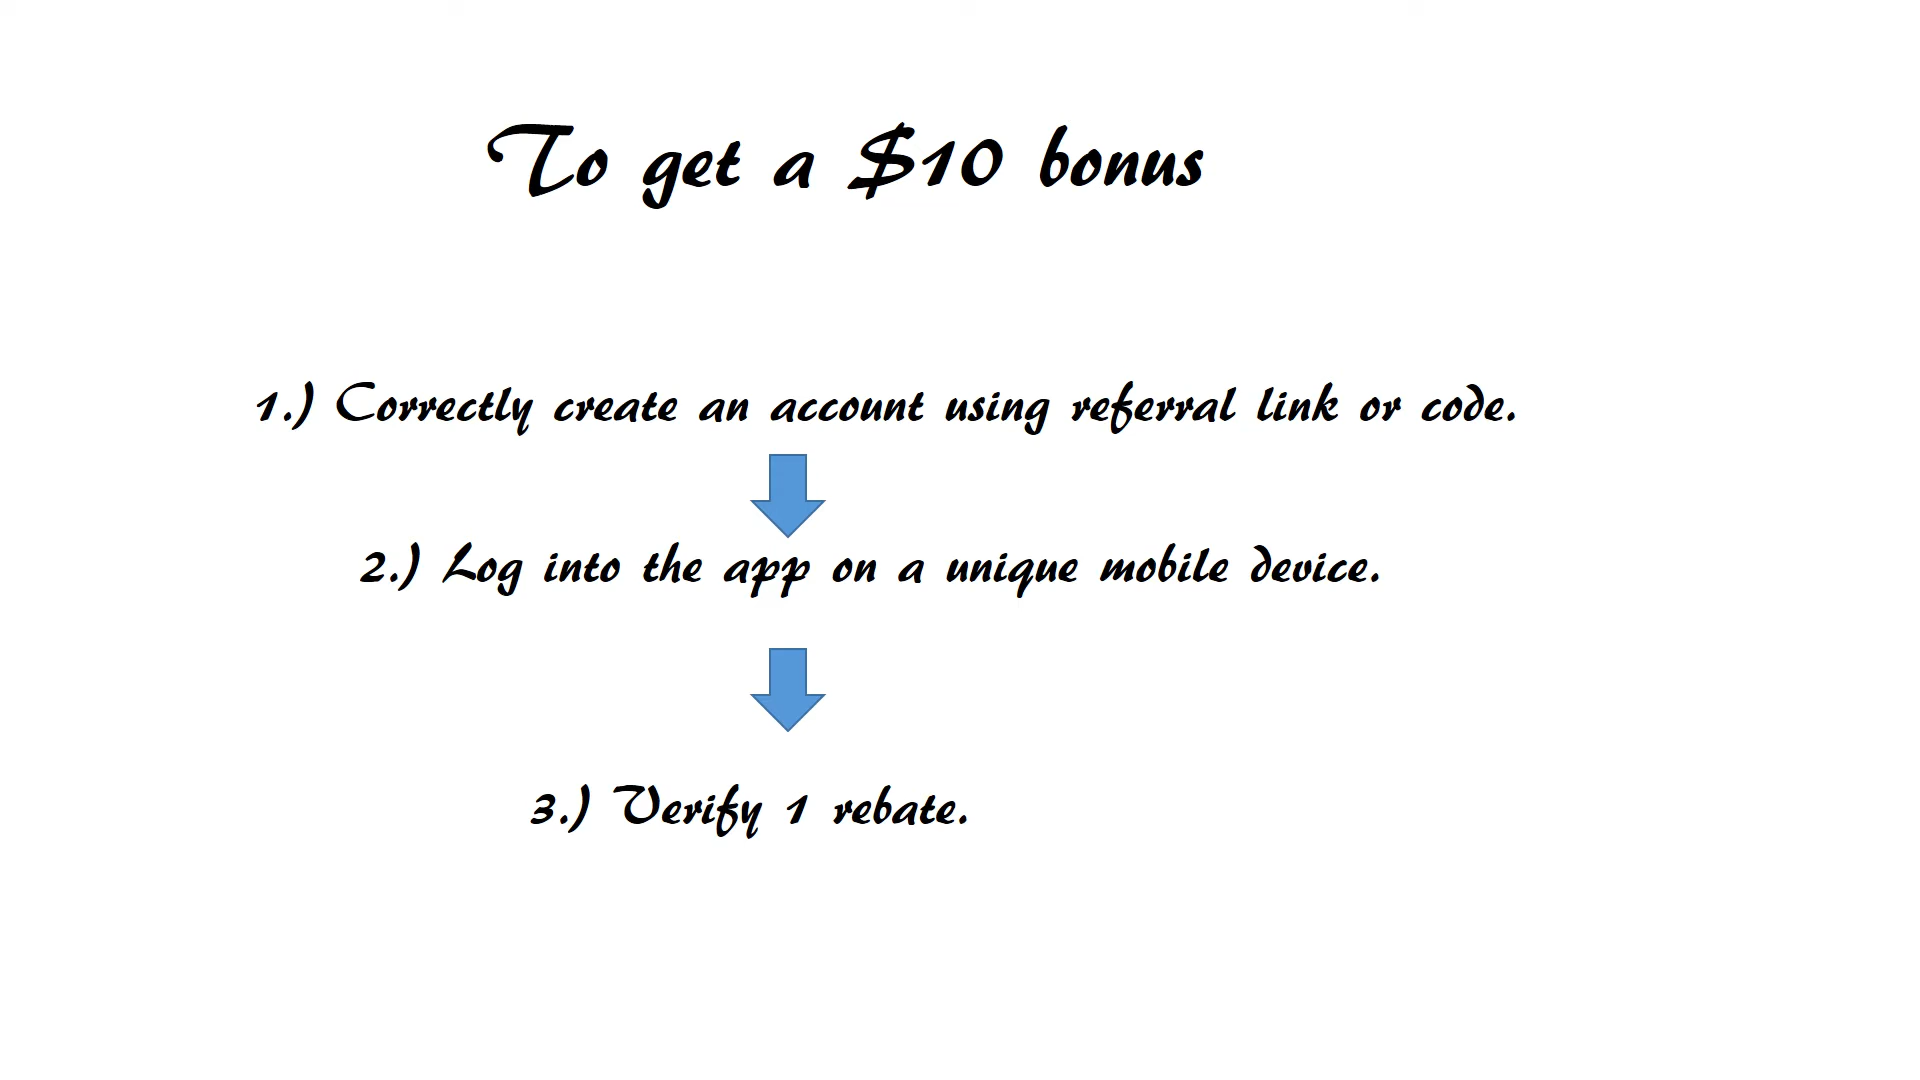 To get a $10 bonus
1.) Correctly create an account using referral link or code.
2.) Log into the app on a unique mobile device.
3.) Verify 1 rebate.